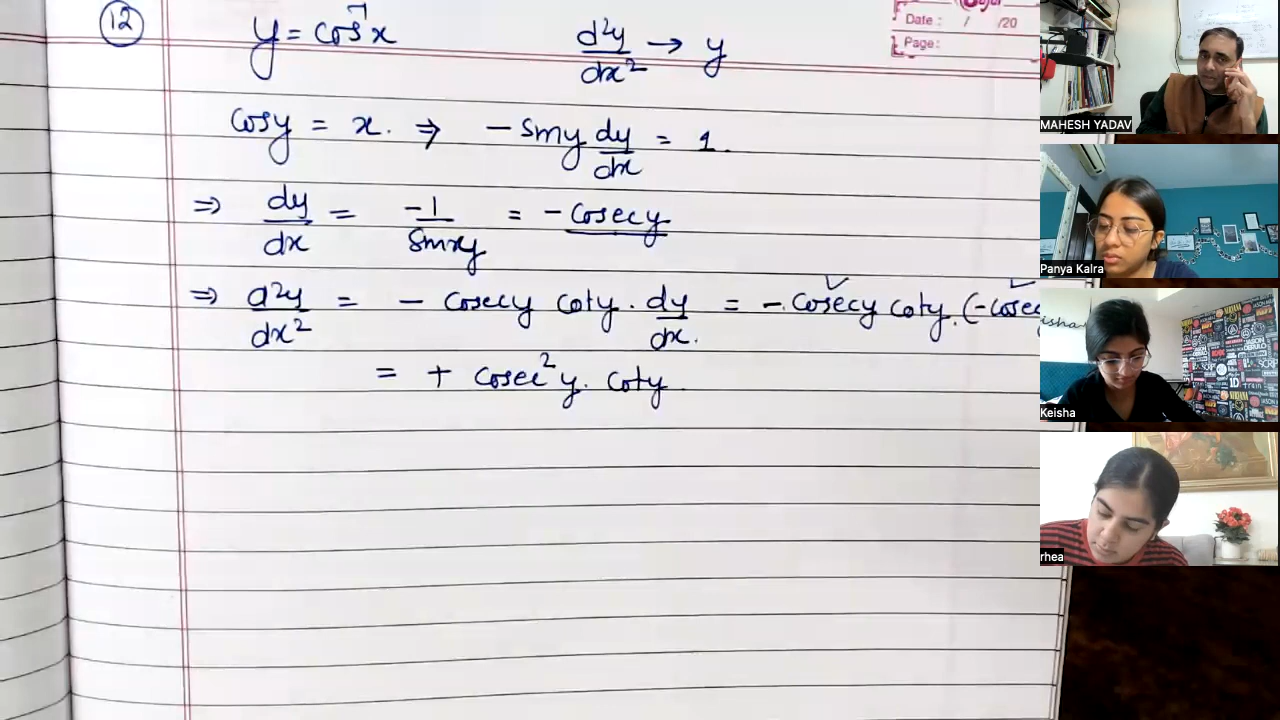 12 y = cos⁻¹x d²y/dx² → y
Date : / /20
Page:
cosy = x. ⇒ - siny dy/dx = 1.
⇒ dy/dx = -1/sinxy = - cosecy
⇒ d²y/dx² = - cosecy coty . dy/dx. = - cosecy coty. (-cosec
= + cosec²y. coty
MAHESH YADAV
Panya Kalra
Keisha
rhea